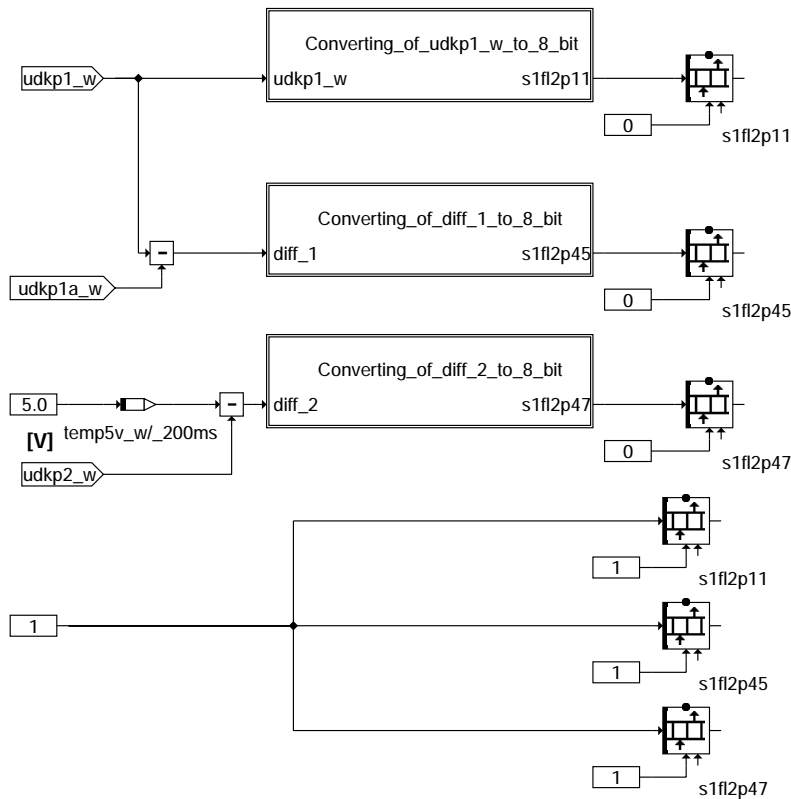 Converting_of_udkp1_w_to_8_bit
udkp1_w
udkp1_w
s1fl2p11
0
s1fl2p11
Converting_of_diff_1_to_8_bit
diff_1
s1fl2p45
udkp1a_w
0
s1fl2p45
Converting_of_diff_2_to_8_bit
5.0
diff_2
s1fl2p47
[V]
temp5v_w/_200ms
udkp2_w
0
s1fl2p47
1
s1fl2p11
1
1
s1fl2p45
1
s1fl2p47